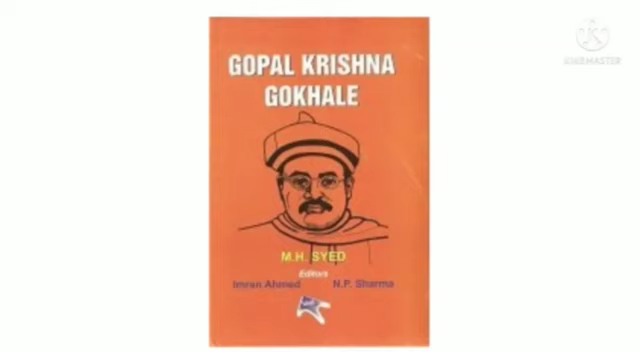 GOPAL KRISHNA
GOKHALE
M.H. SYED
Editors
Imran Ahmed N.P. Sharma
KINEMASTER